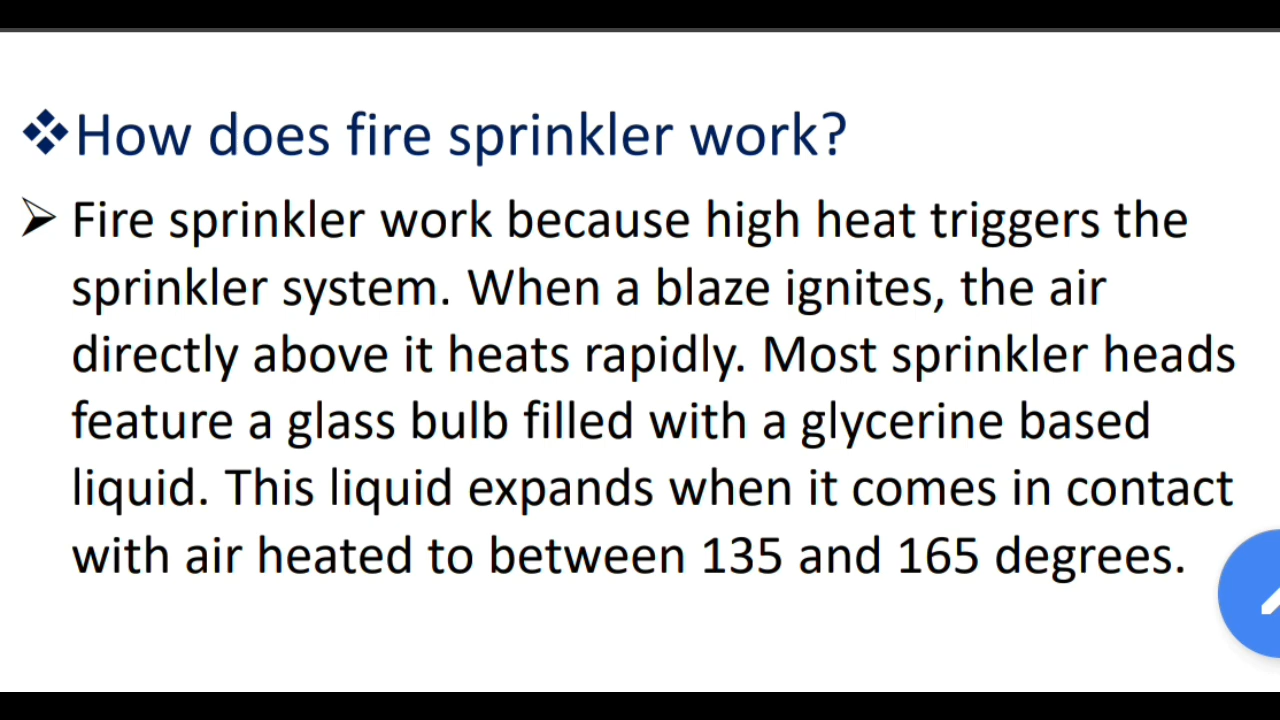 ❖How does fire sprinkler work?
➢ Fire sprinkler work because high heat triggers the
sprinkler system. When a blaze ignites, the air
directly above it heats rapidly. Most sprinkler heads
feature a glass bulb filled with a glycerine based
liquid. This liquid expands when it comes in contact
with air heated to between 135 and 165 degrees.